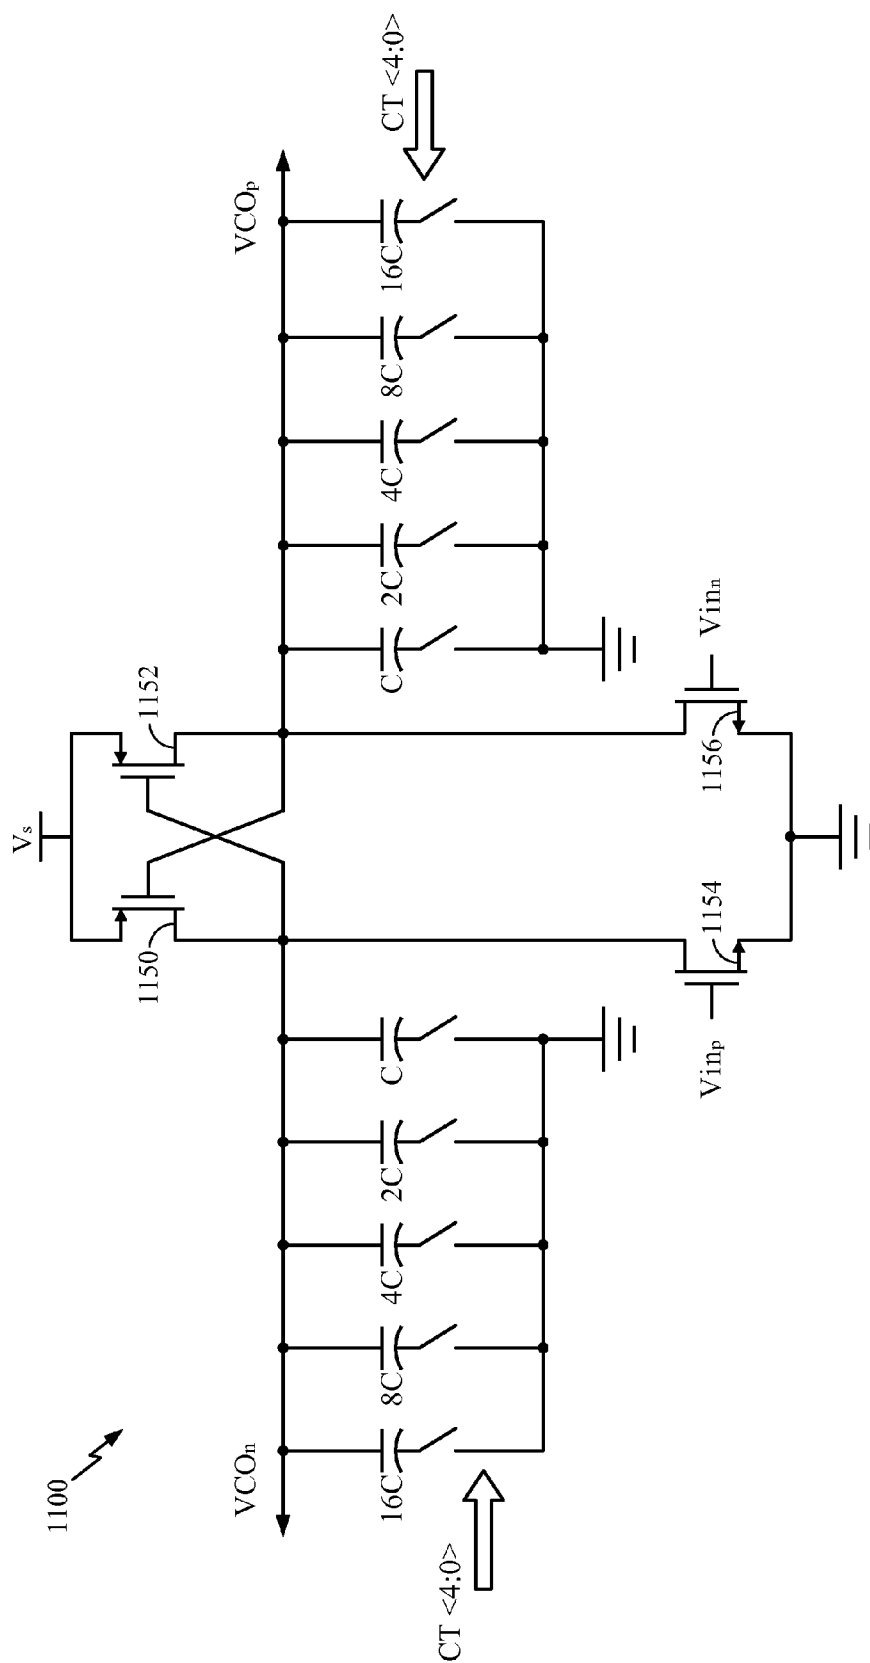 1100
Vs
1150
1152
VCOn
VCOp
16C
8C
4C
2C
C
C
2C
4C
8C
16C
CT <4:0>
CT <4:0>
Vinp
1154
1156
Vinn